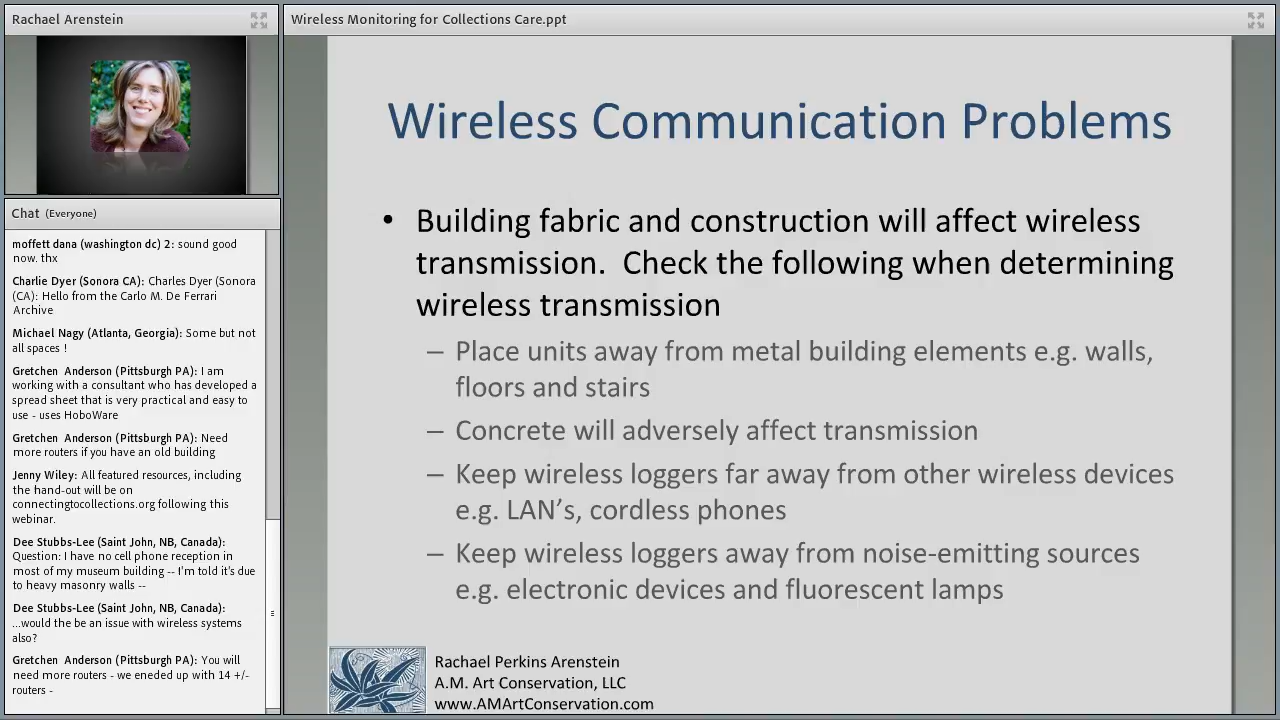 Rachael Arenstein
Chat (Everyone)
moffett dana (washington dc) 2: sound good
now. thx
Charlie Dyer (Sonora CA): Charles Dyer (Sonora
(CA): Hello from the Carlo M. De Ferrari
Archive
Michael Nagy (Atlanta, Georgia): Some but not
all spaces !
Gretchen Anderson (Pittsburgh PA): I am
working with a consultant who has developed a
spread sheet that is very practical and easy to
use - uses HoboWare
Gretchen Anderson (Pittsburgh PA): Need
more routers if you have an old building
Jenny Wiley: All featured resources, including
the hand-out will be on
connectingtocollections.org following this
webinar.
Dee Stubbs-Lee (Saint John, NB, Canada):
Question: I have no cell phone reception in
most of my museum building -- I'm told it's due
to heavy masonry walls --
Dee Stubbs-Lee (Saint John, NB, Canada):
...would the be an issue with wireless systems
also?
Gretchen Anderson (Pittsburgh PA): You will
need more routers - we eneded up with 14 +/-
routers -
Wireless Monitoring for Collections Care.ppt
Wireless Communication Problems
• Building fabric and construction will affect wireless
transmission. Check the following when determining
wireless transmission
– Place units away from metal building elements e.g. walls,
floors and stairs
– Concrete will adversely affect transmission
– Keep wireless loggers far away from other wireless devices
e.g. LAN’s, cordless phones
– Keep wireless loggers away from noise-emitting sources
e.g. electronic devices and fluorescent lamps
Rachael Perkins Arenstein
A.M. Art Conservation, LLC
www.AMArtConservation.com